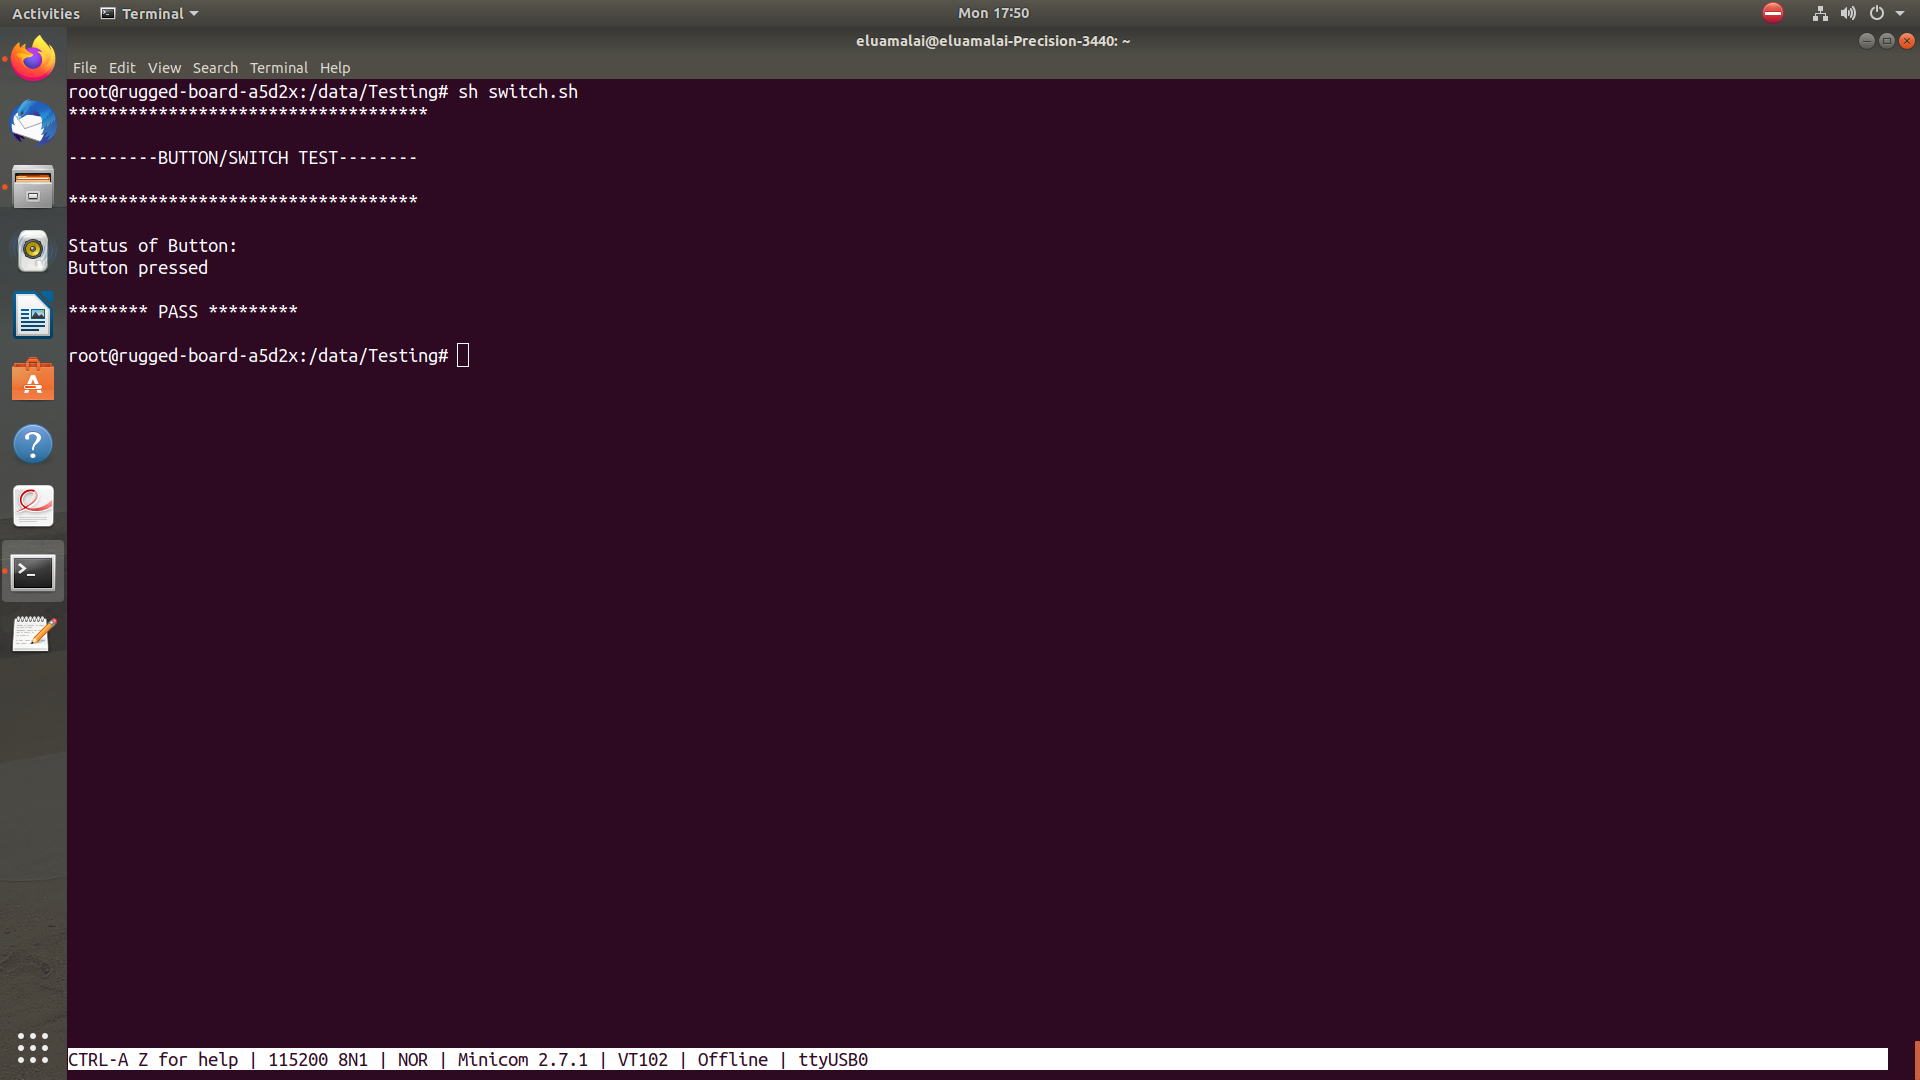 Activities Terminal Mon 17:50
eluamalai@eluamalai-Precision-3440: ~
File Edit View Search Terminal Help
root@rugged-board-a5d2x:/data/Testing# sh switch.sh
************************************
---------BUTTON/SWITCH TEST--------
***********************************
Status of Button:
Button pressed
******** PASS *********
root@rugged-board-a5d2x:/data/Testing#
CTRL-A Z for help | 115200 8N1 | NOR | Minicom 2.7.1 | VT102 | Offline | ttyUSB0